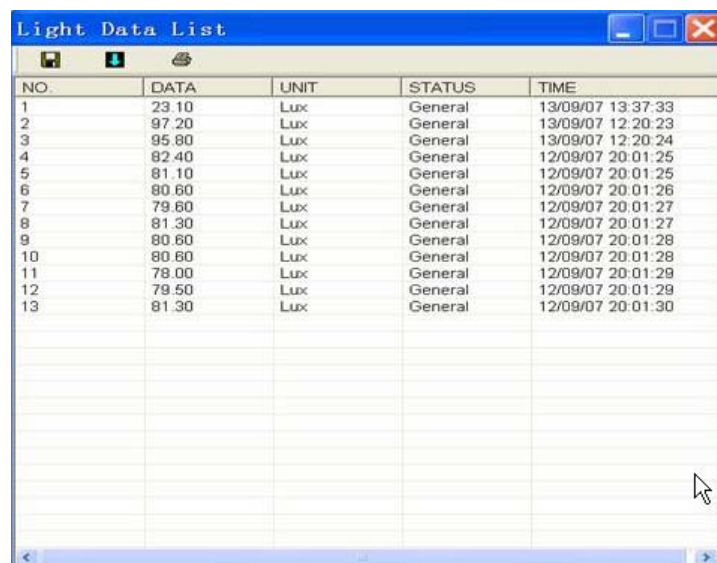 Light Data List
NO. DATA UNIT STATUS TIME
1 23.10 Lux General 13/09/07 13:37:33
2 97.20 Lux General 13/09/07 12:20:23
3 95.80 Lux General 13/09/07 12:20:24
4 82.40 Lux General 12/09/07 20:01:25
5 81.10 Lux General 12/09/07 20:01:25
6 80.60 Lux General 12/09/07 20:01:26
7 79.60 Lux General 12/09/07 20:01:27
8 81.30 Lux General 12/09/07 20:01:27
9 80.60 Lux General 12/09/07 20:01:28
10 80.60 Lux General 12/09/07 20:01:28
11 78.00 Lux General 12/09/07 20:01:29
12 79.50 Lux General 12/09/07 20:01:29
13 81.30 Lux General 12/09/07 20:01:30